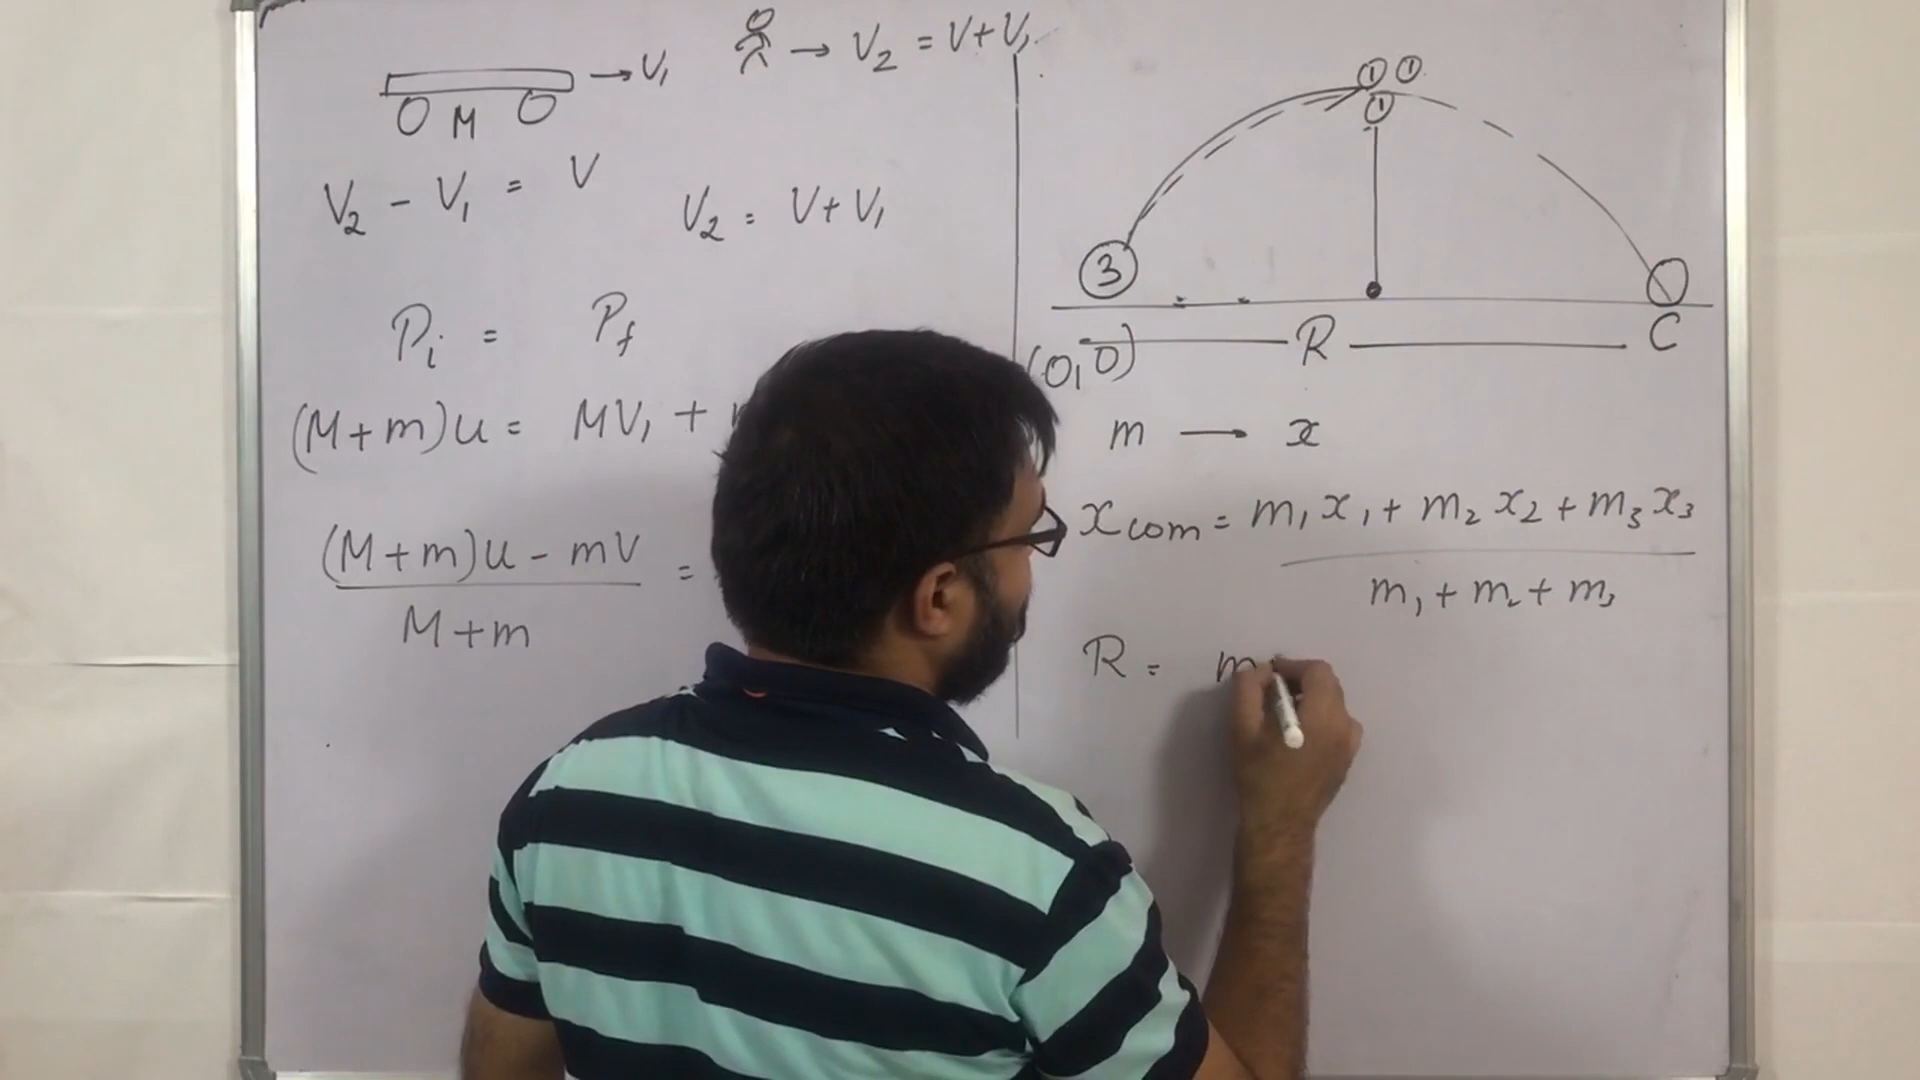 → V₁
→ V₂ = V+V₁
M
V₂ - V₁ = V
V₂ = V+V₁
Pᵢ = P_f
(M+m)u = MV₁ +
(M+m)u - mV =
M+m
① ①
①
③
(0,0) R C
m → x
x com = m₁x₁ + m₂x₂ + m₃x₃
m₁ + m₂ + m₃
R = m